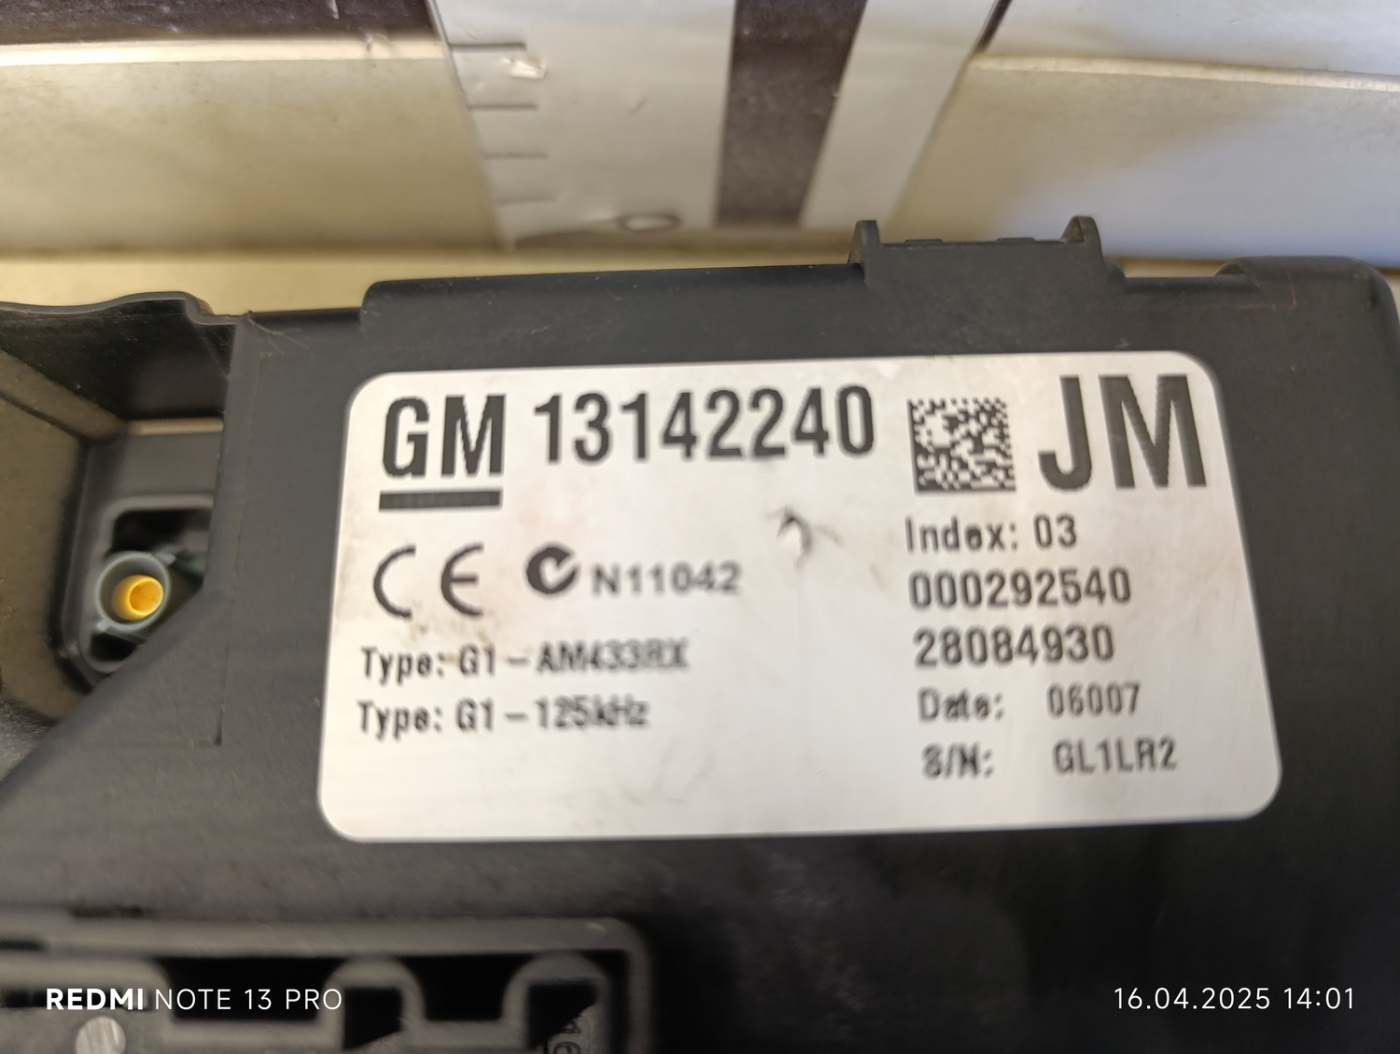 GM 13142240 JM
Index: 03
N11042
000292540
28084930
Type: G1-AM433RX
Type: G1-125kHz
Date: 06007
S/N: GL1LR2
REDMI NOTE 13 PRO
16.04.2025 14:01